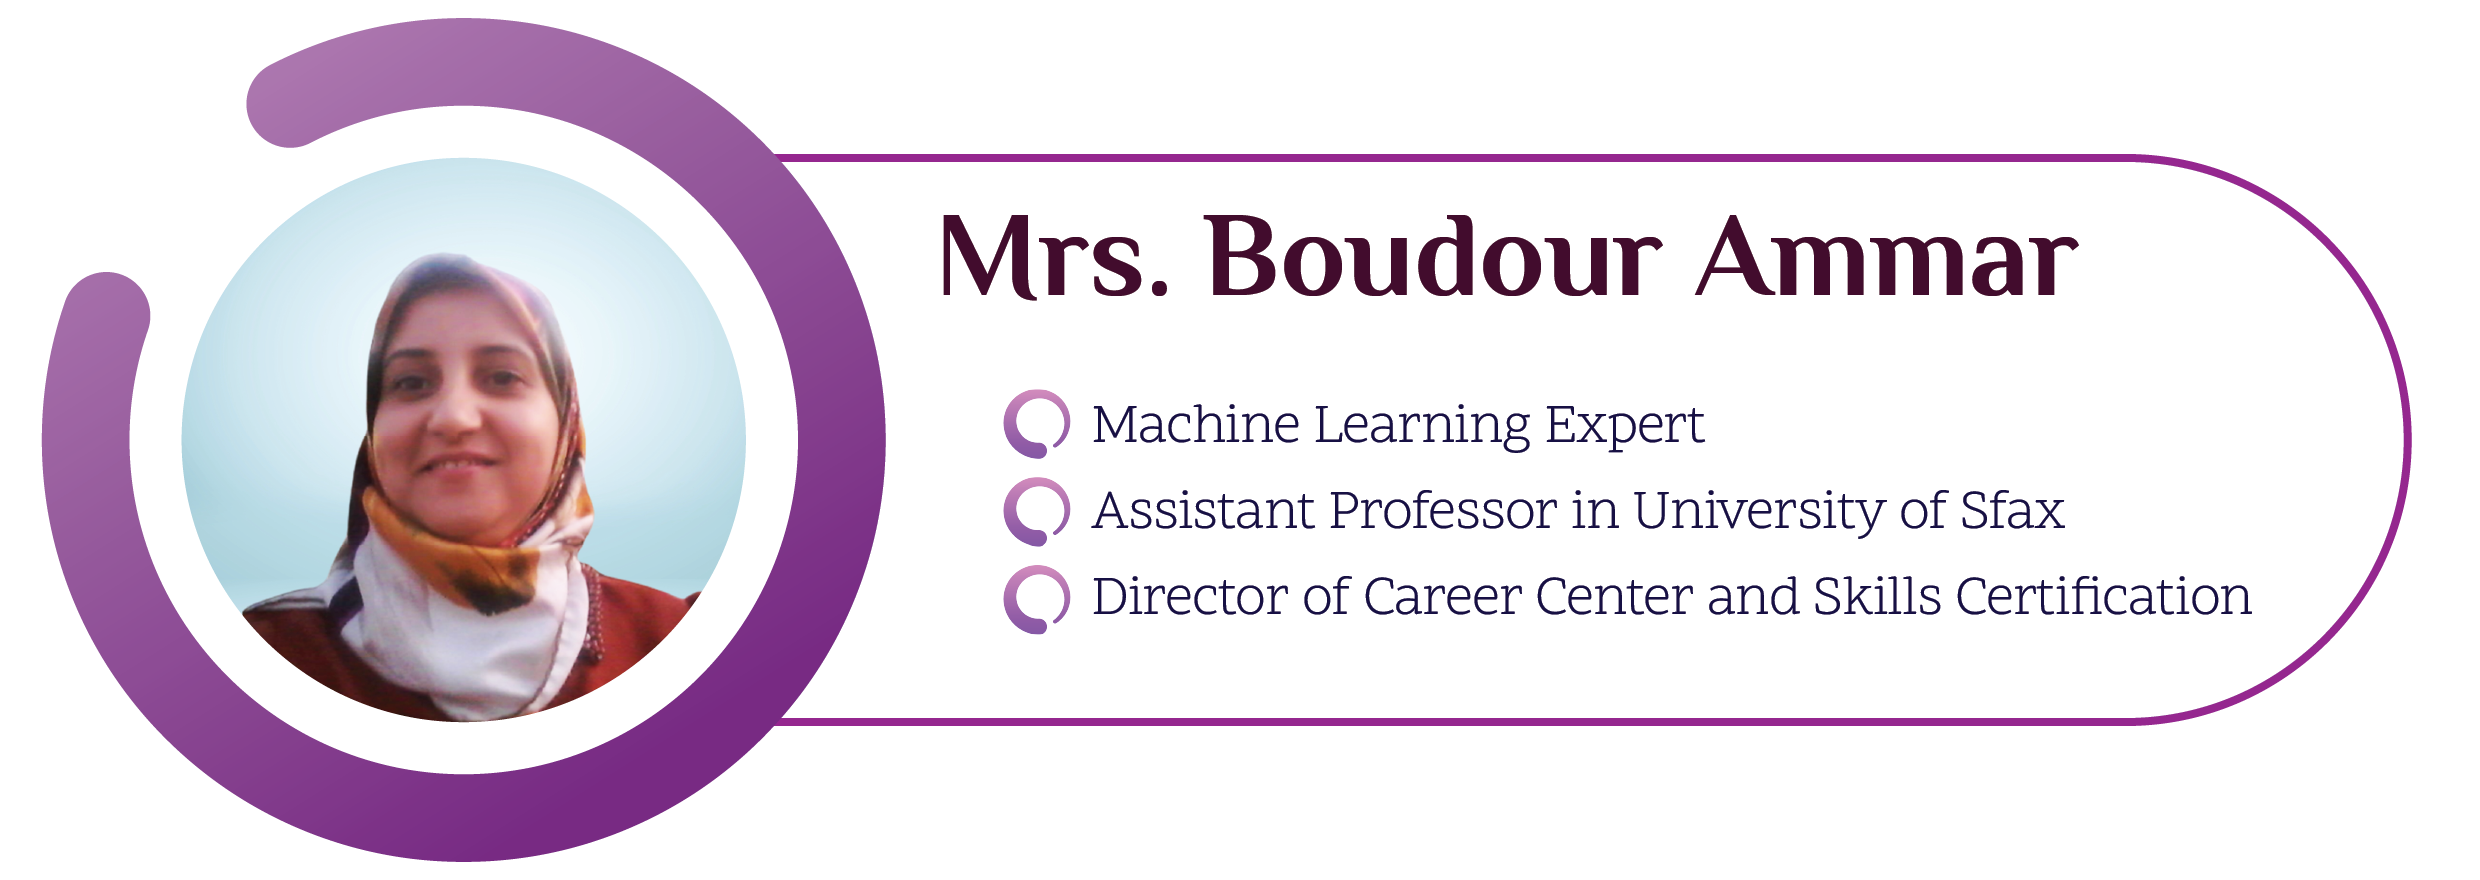 Mrs. Boudour Ammar
Machine Learning Expert
Assistant Professor in University of Sfax
Director of Career Center and Skills Certification